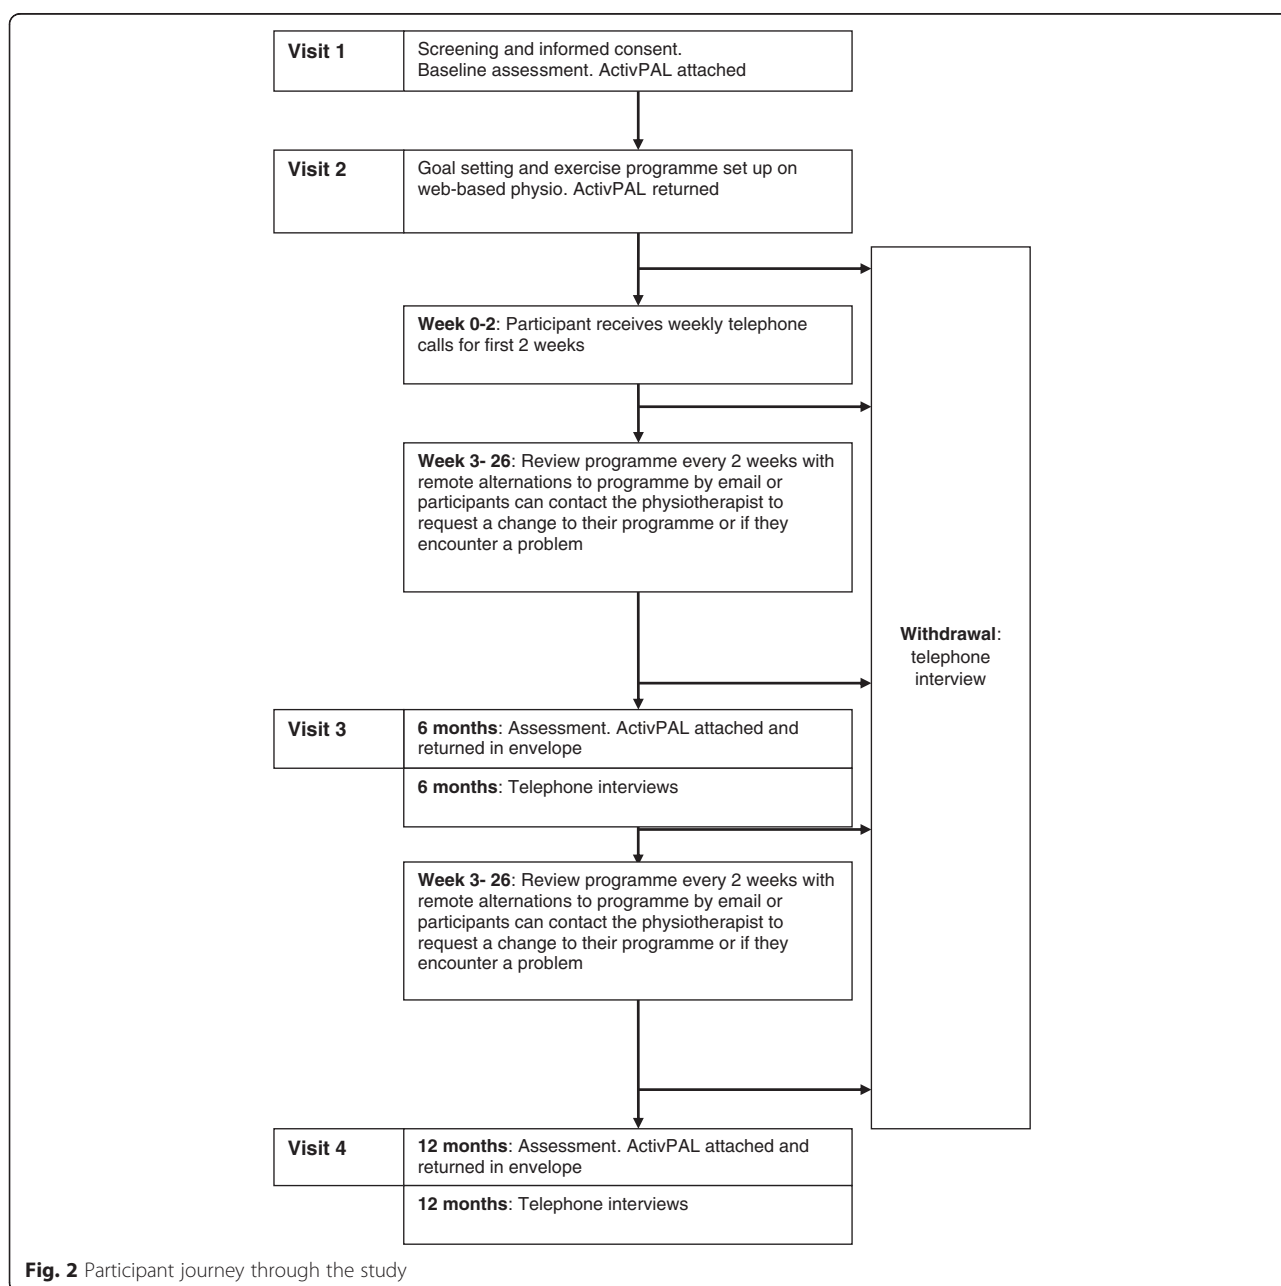 Visit 1
Screening and informed consent.
Baseline assessment. ActivPAL attached
Visit 2
Goal setting and exercise programme set up on
web-based physio. ActivPAL returned
Week 0-2: Participant receives weekly telephone
calls for first 2 weeks
Week 3- 26: Review programme every 2 weeks with
remote alternations to programme by email or
participants can contact the physiotherapist to
request a change to their programme or if they
encounter a problem
Withdrawal:
telephone
interview
Visit 3
6 months: Assessment. ActivPAL attached and
returned in envelope
6 months: Telephone interviews
Week 3- 26: Review programme every 2 weeks with
remote alternations to programme by email or
participants can contact the physiotherapist to
request a change to their programme or if they
encounter a problem
Visit 4
12 months: Assessment. ActivPAL attached and
returned in envelope
12 months: Telephone interviews
Fig. 2 Participant journey through the study